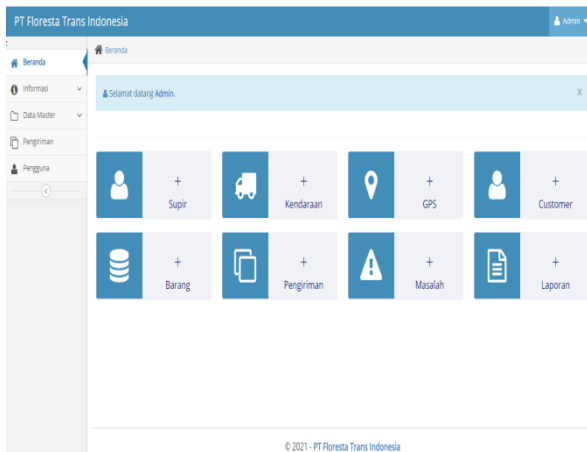 PT Floresta Trans Indonesia
Admin
Beranda
Informasi
Data Master
Pengiriman
Pengguna
Beranda
Selamat datang Admin.
+ + + +
Supir Kendaraan GPS Customer
+ + + +
Barang Pengiriman Masalah Laporan
© 2021 - PT Floresta Trans Indonesia